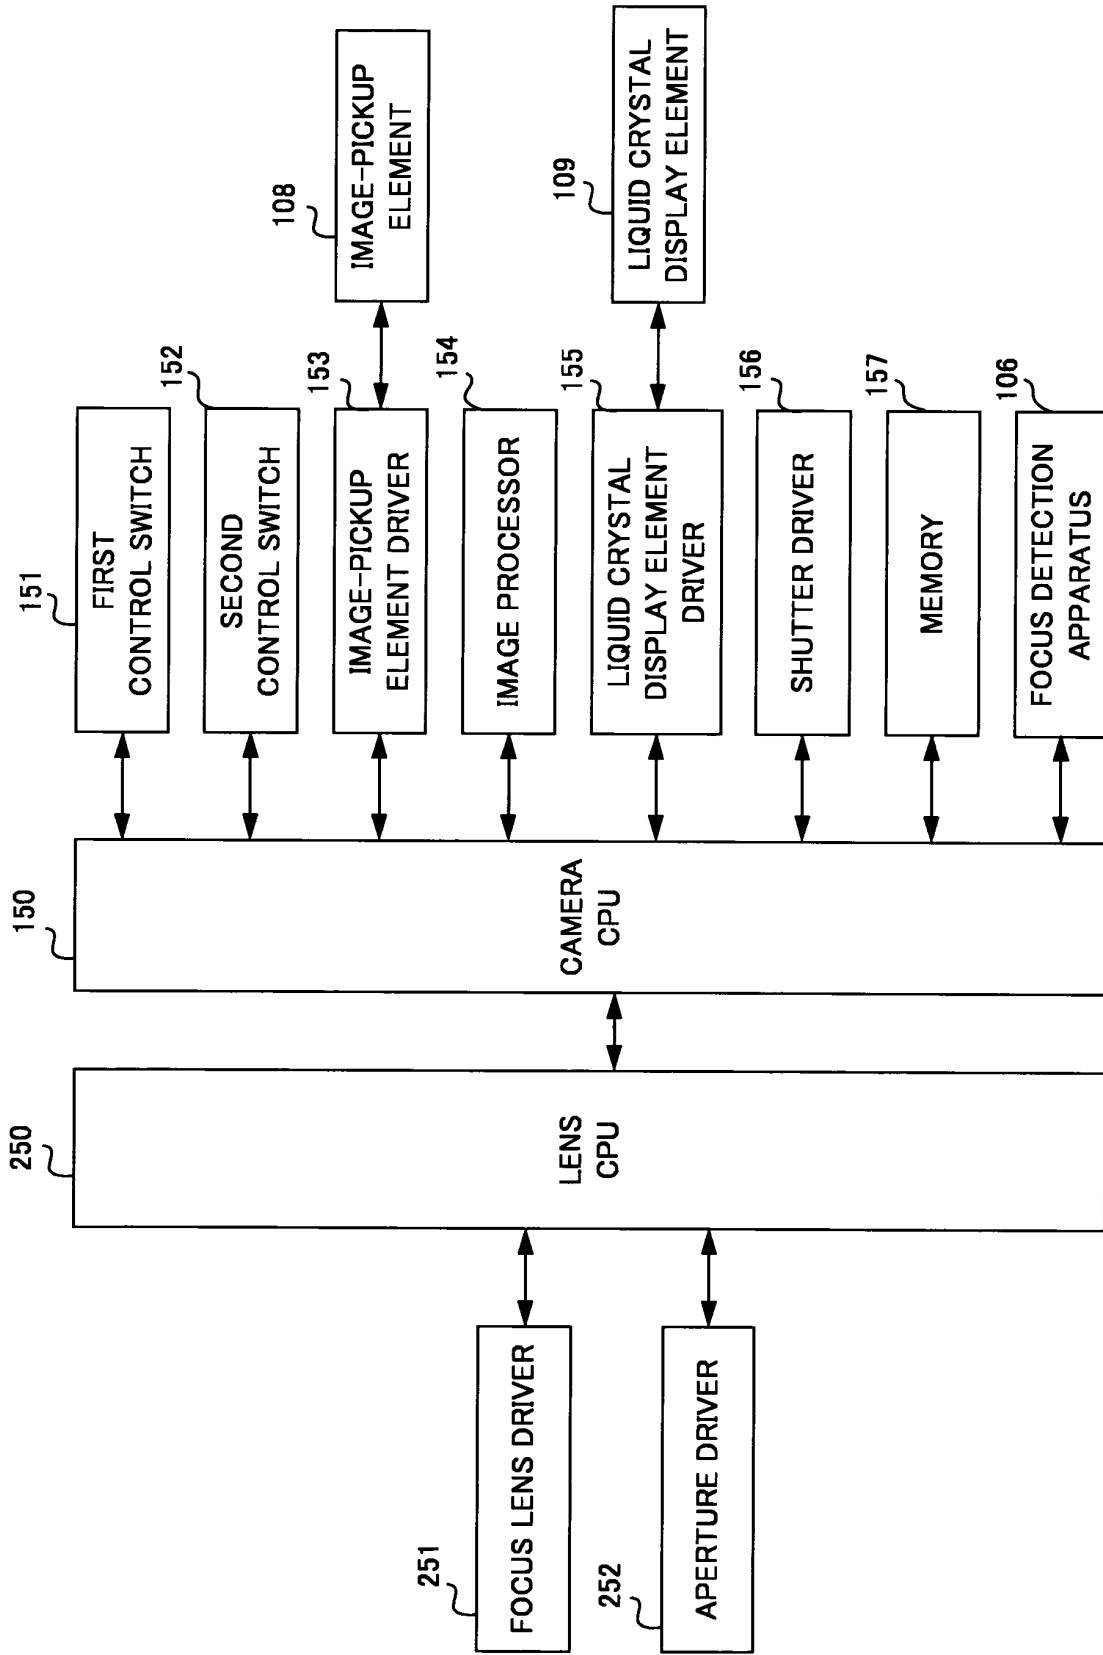 250
LENS
CPU
251
FOCUS LENS DRIVER
252
APERTURE DRIVER
150
CAMERA
CPU
151
FIRST
CONTROL SWITCH
152
SECOND
CONTROL SWITCH
153
IMAGE-PICKUP
ELEMENT DRIVER
108
IMAGE-PICKUP
ELEMENT
154
IMAGE PROCESSOR
155
LIQUID CRYSTAL
DISPLAY ELEMENT
DRIVER
109
LIQUID CRYSTAL
DISPLAY ELEMENT
156
SHUTTER DRIVER
157
MEMORY
106
FOCUS DETECTION
APPARATUS